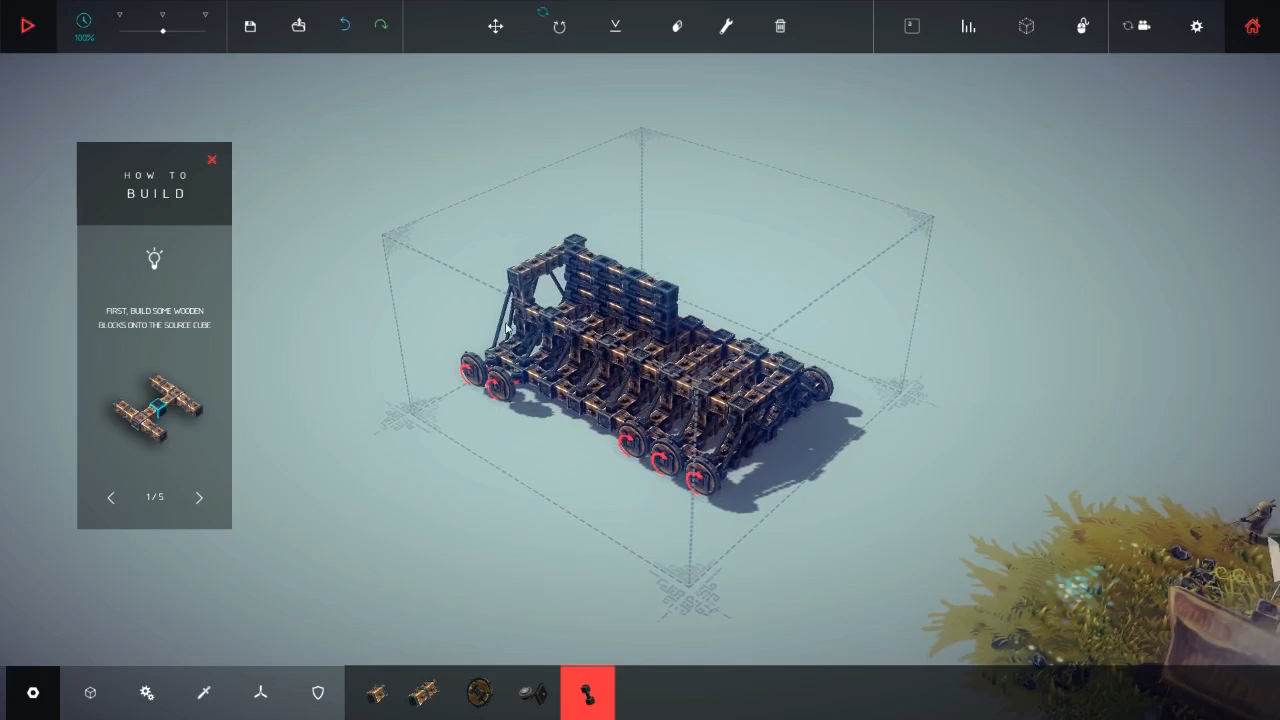 100%
HOW TO
BUILD
FIRST, BUILD SOME WOODEN
BLOCKS ONTO THE SOURCE CUBE
1/5